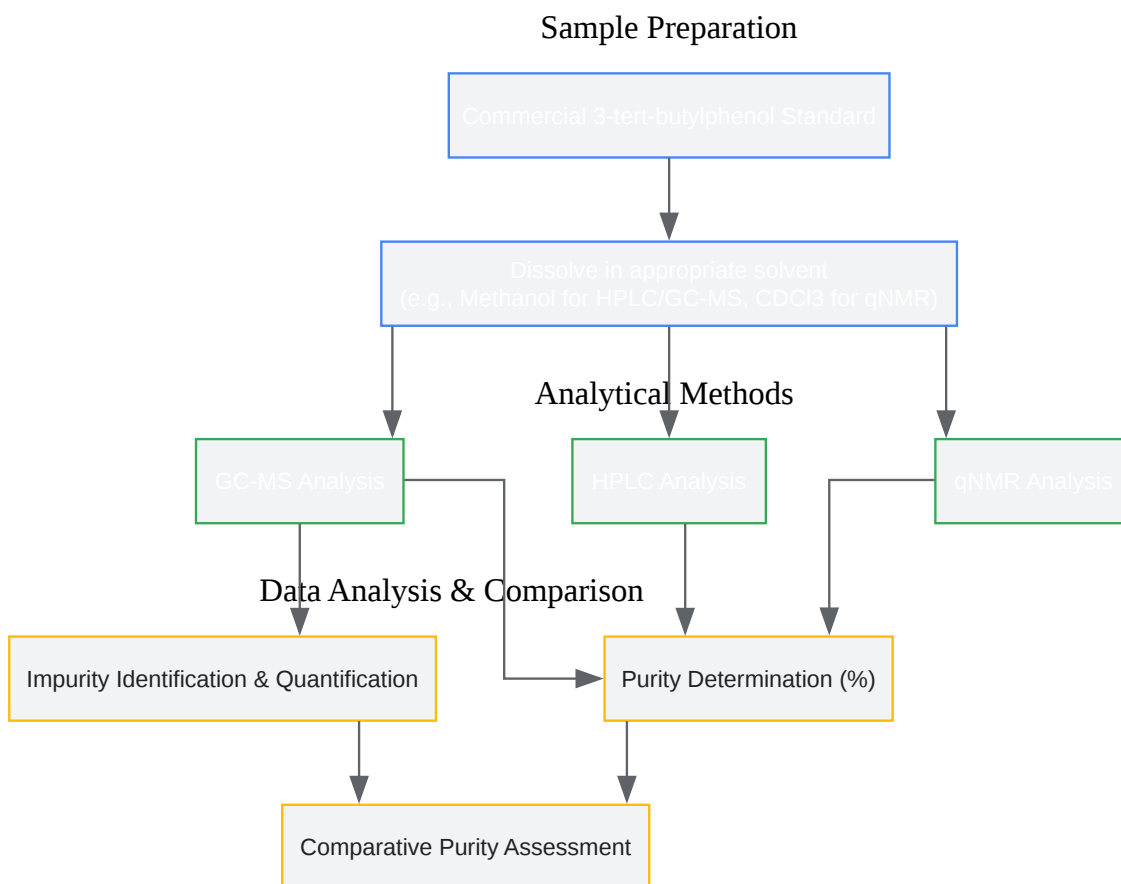 Sample Preparation
Commercial 3-tert-butylphenol Standard
Dissolve in appropriate solvent
(e.g., Methanol for HPLC/GC-MS, CDCl3 for qNMR)
Analytical Methods
GC-MS Analysis
HPLC Analysis
qNMR Analysis
Data Analysis & Comparison
Impurity Identification & Quantification
Purity Determination (%)
Comparative Purity Assessment